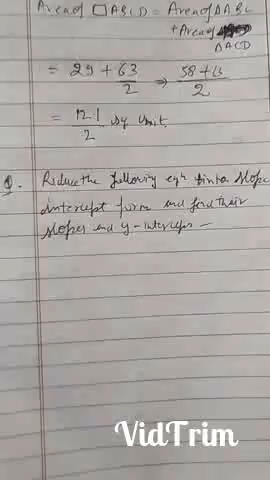 Area of □ABCD = Area of ΔABC
+ Area of
ΔACD
= 29 + 63/2 ⇒ 58+63/2
= 121/2 sq unit.
Q. Reduce the following eqn into slope
intercept form and find their
slopes and y-intercepts –
VidTrim